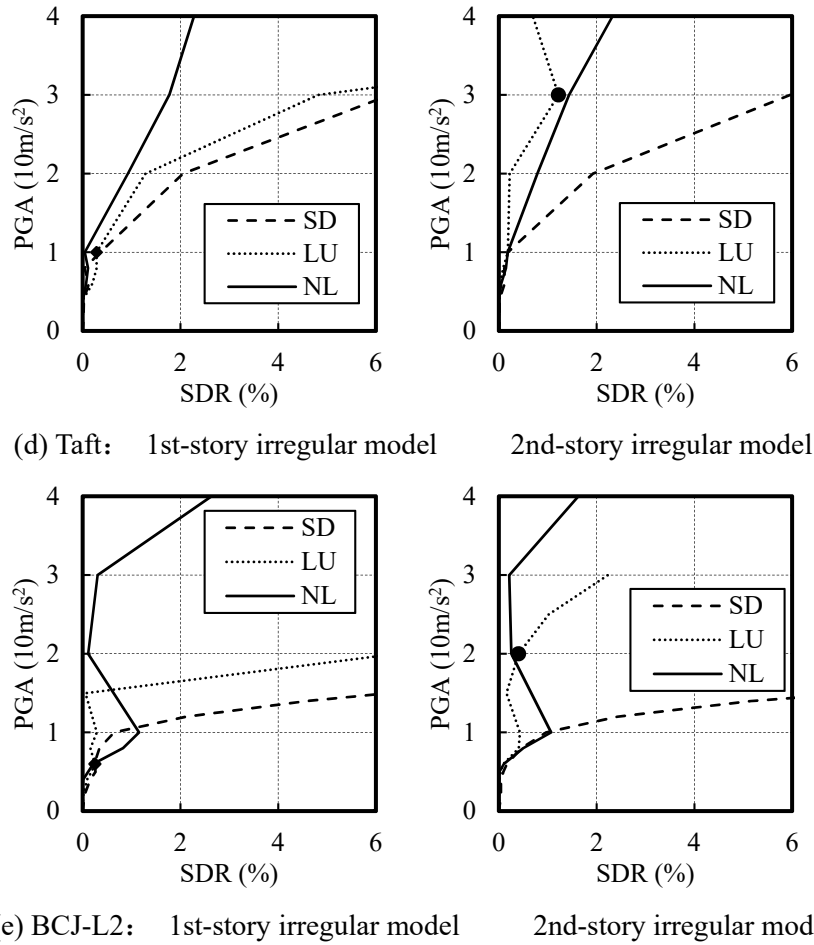 4
3
2
1
0
PGA (10m/s²)
SD
LU
NL
0 2 4 6
SDR (%)
4
3
2
1
0
PGA (10m/s²)
SD
LU
NL
0 2 4 6
SDR (%)
(d) Taft： 1st-story irregular model 2nd-story irregular model
4
3
2
1
0
PGA (10m/s²)
SD
LU
NL
0 2 4 6
SDR (%)
4
3
2
1
0
PGA (10m/s²)
SD
LU
NL
0 2 4 6
SDR (%)
e) BCJ-L2： 1st-story irregular model 2nd-story irregular mod